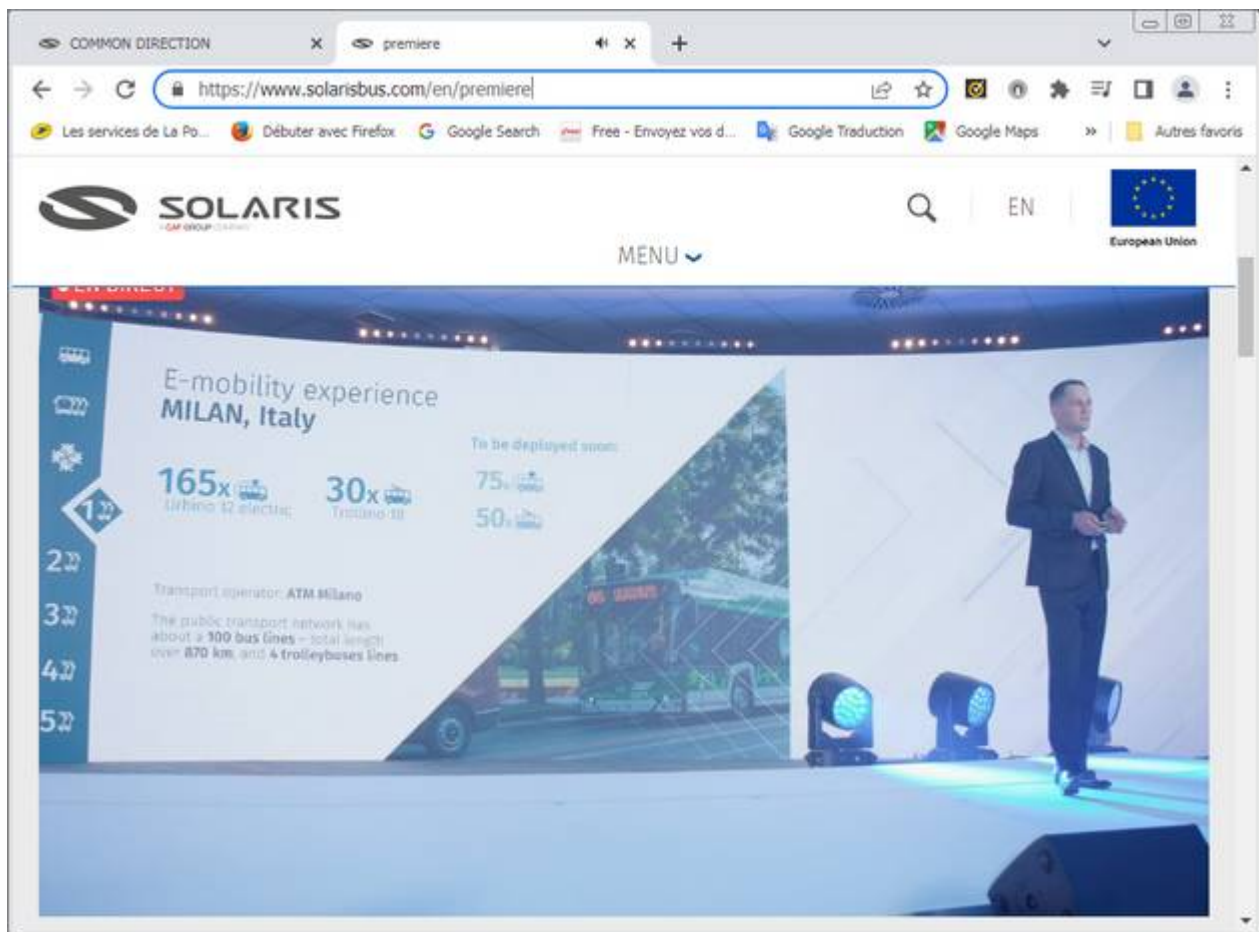 COMMON DIRECTION
premiere
https://www.solarisbus.com/en/premiere
Les services de La Po...
Débuter avec Firefox
Google Search
Free - Envoyez vos d...
Google Traduction
Google Maps
»
Autres favoris
SOLARIS
EN
MENU
European Union
EN DIRECT
E-mobility experience
MILAN, Italy
To be deployed soon:
165x
30x
75x
Urbino 12 electric
Trollino 18
50x
1
2
3
4
5
Transport operator: ATM Milano
The public transport network has
about a 100 bus lines – total length
over 870 km, and 4 trolleybuses lines